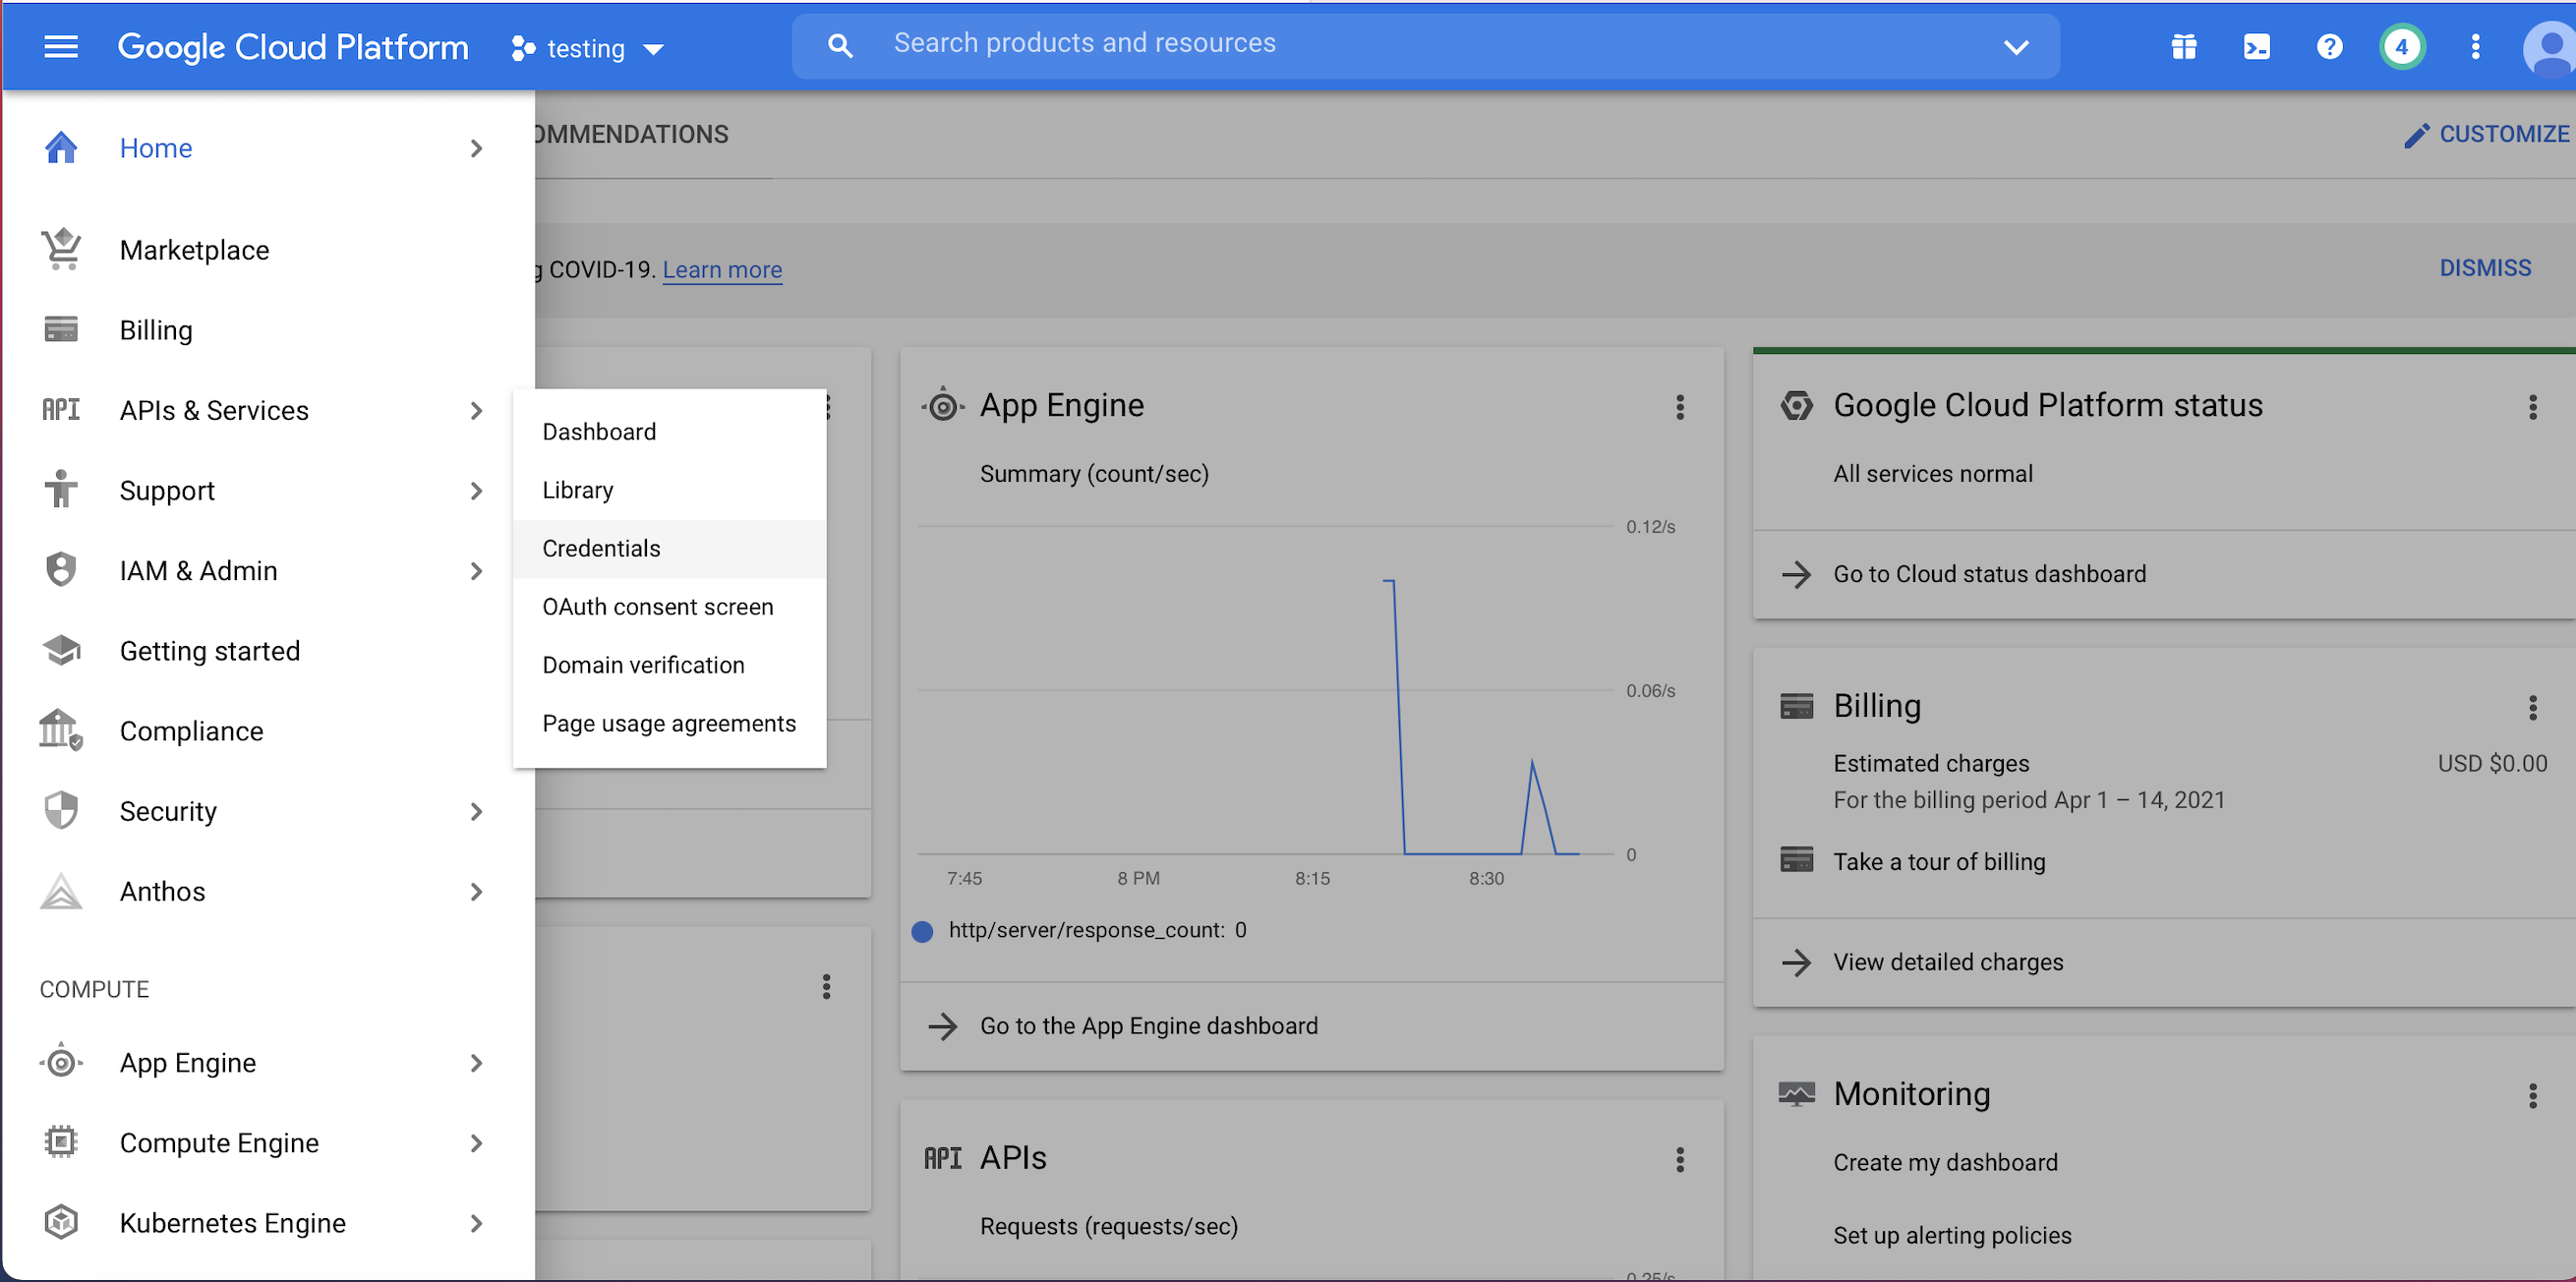 Google Cloud Platform
testing
Search products and resources
4
Home
Marketplace
Billing
API APIs & Services
Support
IAM & Admin
Getting started
Compliance
Security
Anthos
COMPUTE
App Engine
Compute Engine
Kubernetes Engine
Dashboard
Library
Credentials
OAuth consent screen
Domain verification
Page usage agreements
OMMENDATIONS
CUSTOMIZE
g COVID-19. Learn more
DISMISS
App Engine
Summary (count/sec)
0.12/s
0.06/s
0
7:45 8 PM 8:15 8:30
http/server/response_count: 0
Go to the App Engine dashboard
API APIs
Requests (requests/sec)
0.25/s
Google Cloud Platform status
All services normal
Go to Cloud status dashboard
Billing
Estimated charges USD $0.00
For the billing period Apr 1 – 14, 2021
Take a tour of billing
View detailed charges
Monitoring
Create my dashboard
Set up alerting policies